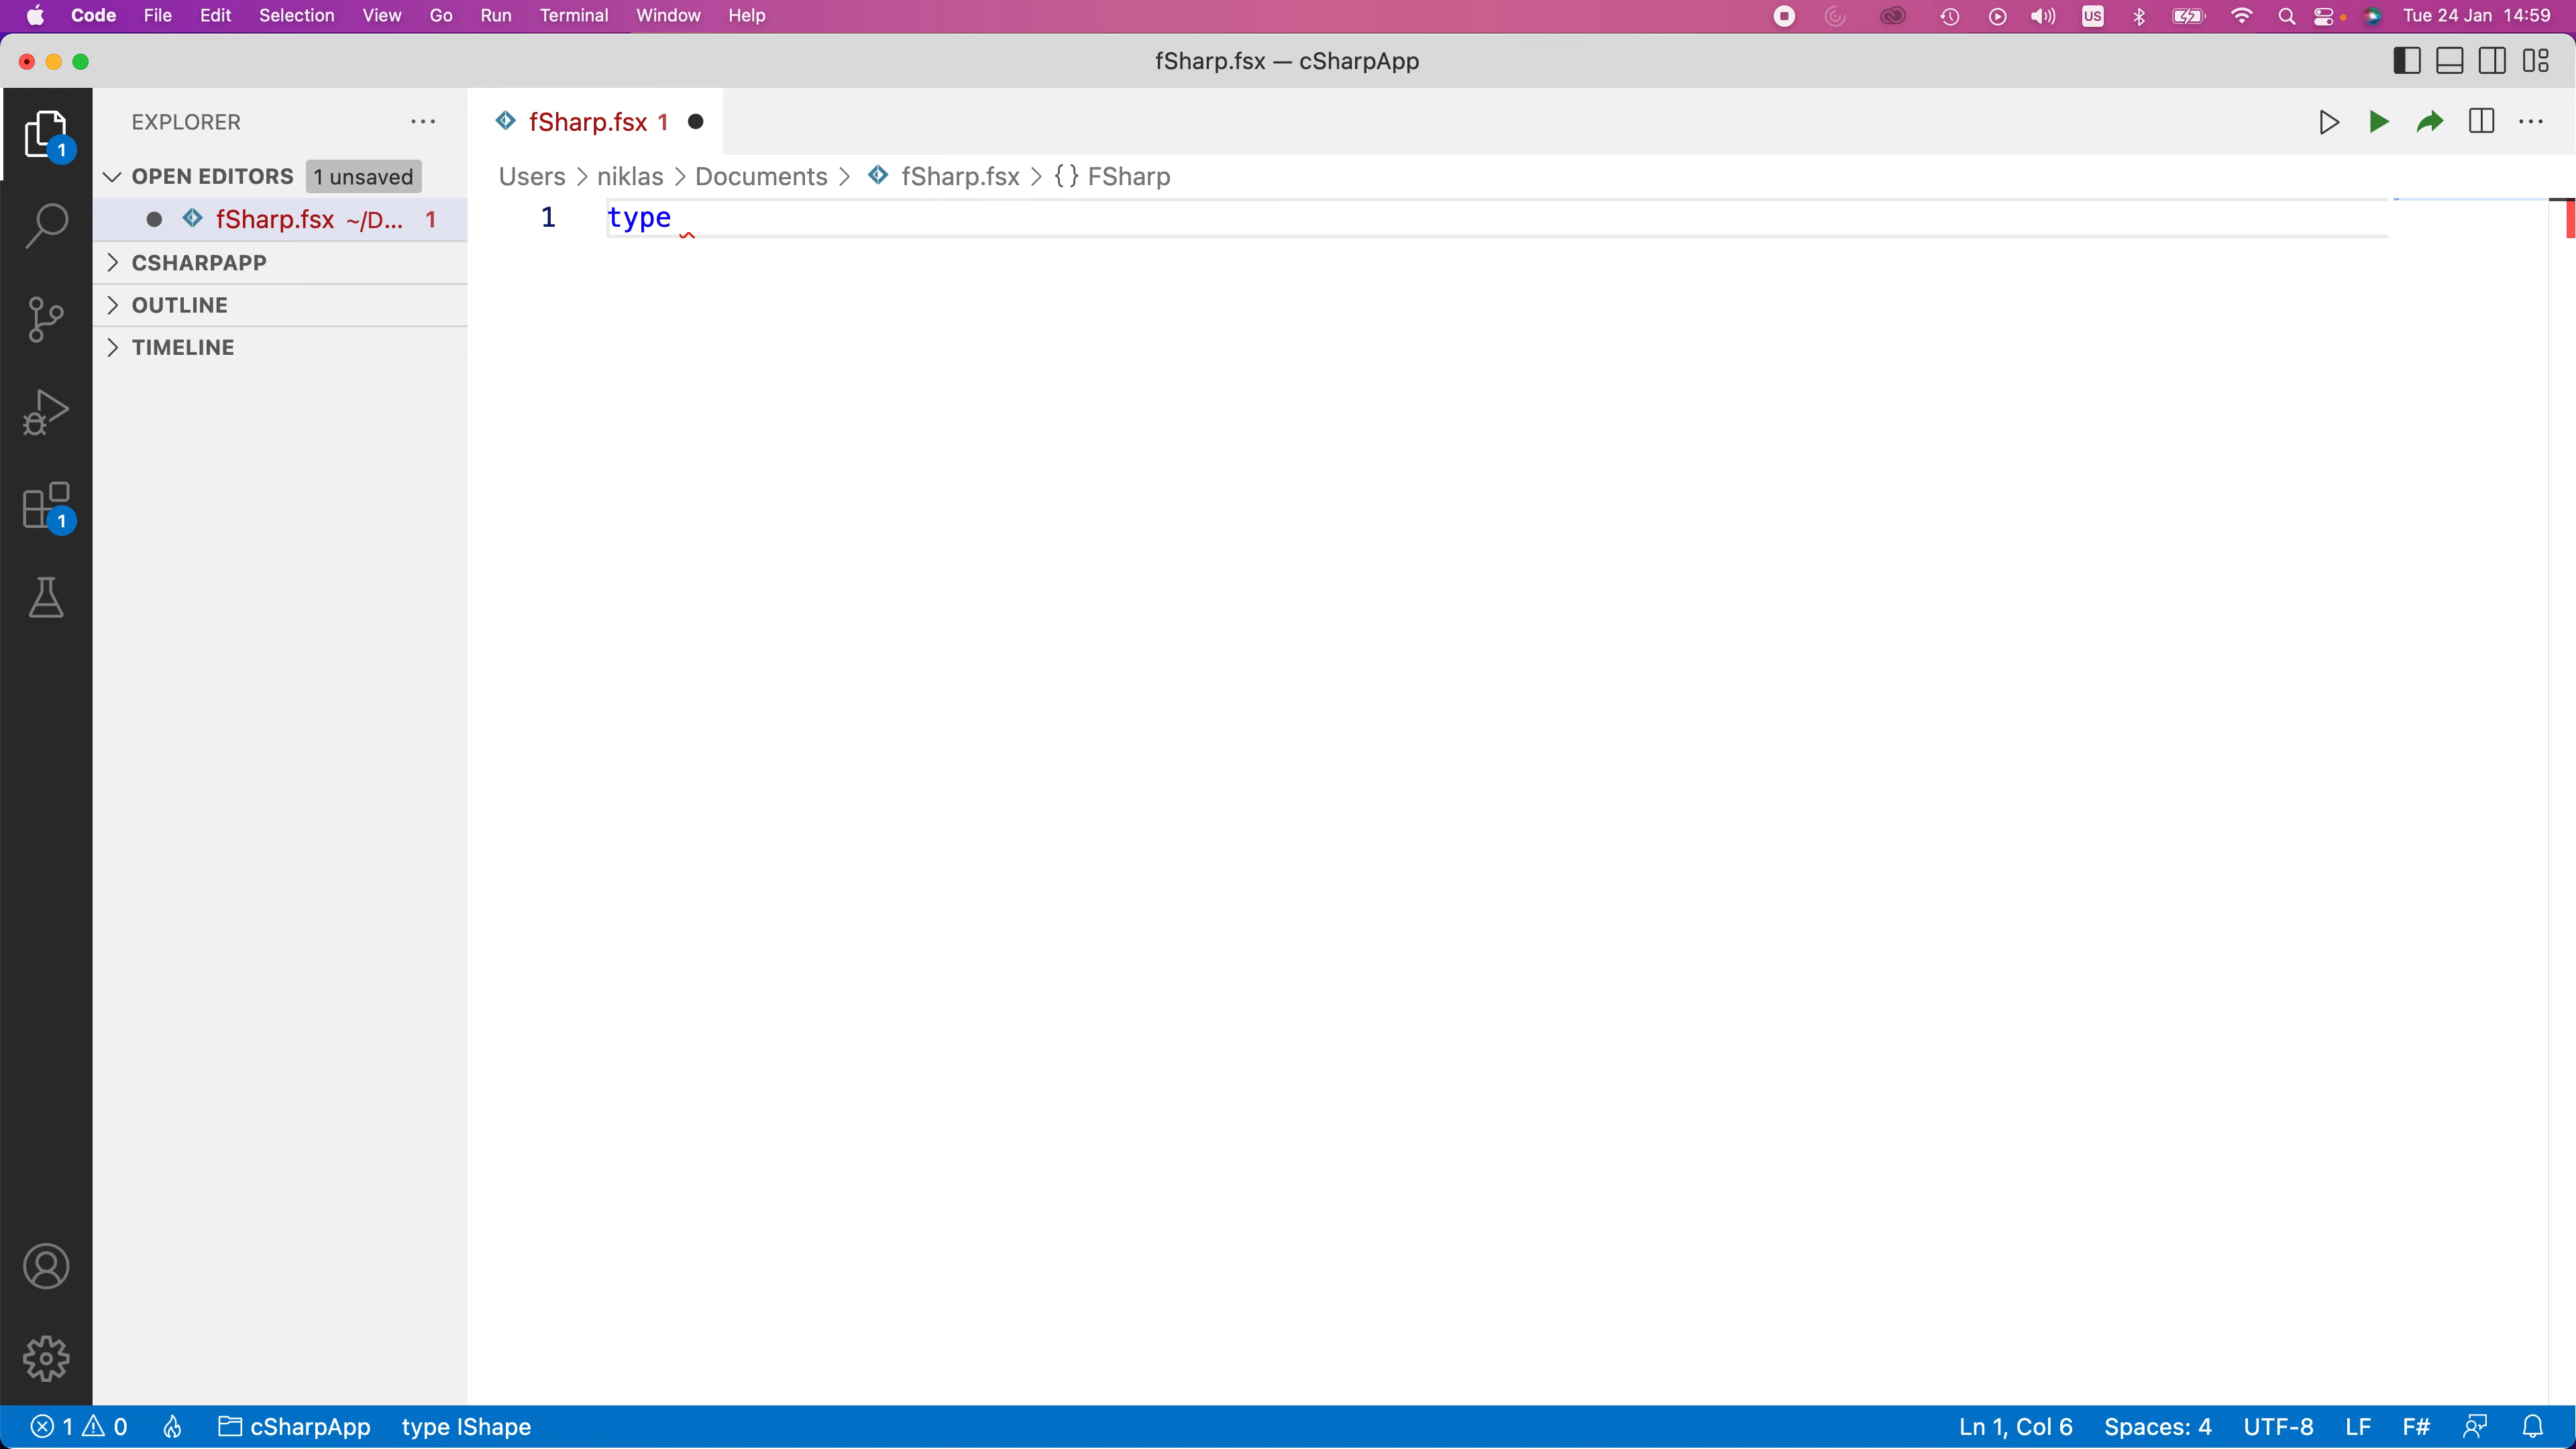 Code File Edit Selection View Go Run Terminal Window Help US Tue 24 Jan 14:59
fSharp.fsx — cSharpApp
EXPLORER
fSharp.fsx 1
OPEN EDITORS 1 unsaved
Users > niklas > Documents > fSharp.fsx > {} FSharp
fSharp.fsx ~/D... 1
1 type
CSHARPAPP
OUTLINE
TIMELINE
1
1
1 0 cSharpApp type IShape Ln 1, Col 6 Spaces: 4 UTF-8 LF F#